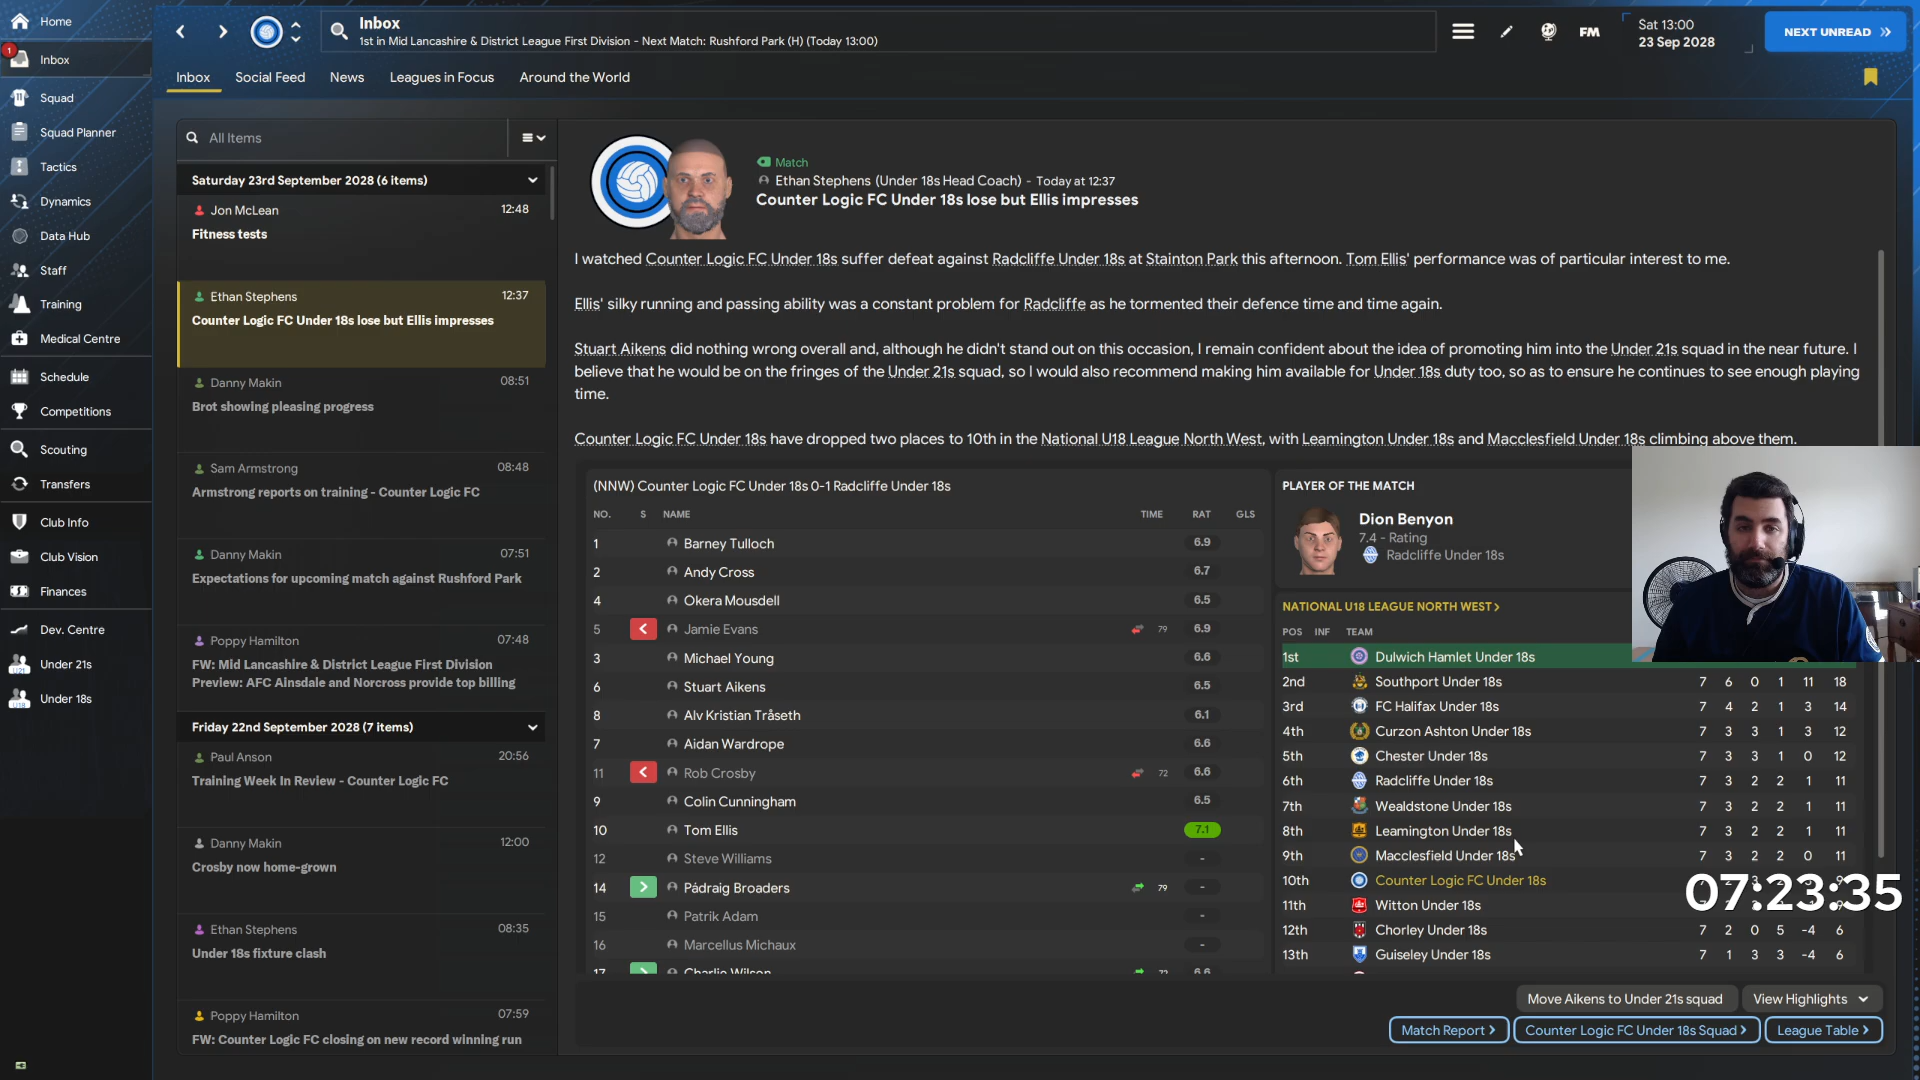 Home
1
Inbox
Squad
Squad Planner
Tactics
Dynamics
Data Hub
Staff
Training
Medical Centre
Schedule
Competitions
Scouting
Transfers
Club Info
Club Vision
Finances
Dev. Centre
Under 21s
Under 18s
Inbox
1st in Mid Lancashire & District League First Division - Next Match: Rushford Park (H) (Today 13:00)
FM
Sat 13:00
23 Sep 2028
NEXT UNREAD
Inbox
Social Feed
News
Leagues in Focus
Around the World
All Items
Saturday 23rd September 2028 (6 items)
Jon McLean 12:48
Fitness tests
Ethan Stephens 12:37
Counter Logic FC Under 18s lose but Ellis impresses
Danny Makin 08:51
Brot showing pleasing progress
Sam Armstrong 08:48
Armstrong reports on training - Counter Logic FC
Danny Makin 07:51
Expectations for upcoming match against Rushford Park
Poppy Hamilton 07:48
FW: Mid Lancashire & District League First Division
Preview: AFC Ainsdale and Norcross provide top billing
Friday 22nd September 2028 (7 items)
Paul Anson 20:56
Training Week In Review - Counter Logic FC
Danny Makin 12:00
Crosby now home-grown
Ethan Stephens 08:35
Under 18s fixture clash
Poppy Hamilton 07:59
FW: Counter Logic FC closing on new record winning run
Match
Ethan Stephens (Under 18s Head Coach) - Today at 12:37
Counter Logic FC Under 18s lose but Ellis impresses
I watched Counter Logic FC Under 18s suffer defeat against Radcliffe Under 18s at Stainton Park this afternoon. Tom Ellis' performance was of particular interest to me.
Ellis' silky running and passing ability was a constant problem for Radcliffe as he tormented their defence time and time again.
Stuart Aikens did nothing wrong overall and, although he didn't stand out on this occasion, I remain confident about the idea of promoting him into the Under 21s squad in the near future. I
believe that he would be on the fringes of the Under 21s squad, so I would also recommend making him available for Under 18s duty too, so as to ensure he continues to see enough playing
time.
Counter Logic FC Under 18s have dropped two places to 10th in the National U18 League North West, with Leamington Under 18s and Macclesfield Under 18s climbing above them.
(NNW) Counter Logic FC Under 18s 0-1 Radcliffe Under 18s
NO. S NAME TIME RAT GLS
1 Barney Tulloch 6.9
2 Andy Cross 6.7
4 Okera Mousdell 6.5
5 Jamie Evans 79 6.9
3 Michael Young 6.6
6 Stuart Aikens 6.5
8 Alv Kristian Tråseth 6.1
7 Aidan Wardrope 6.6
11 Rob Crosby 72 6.6
9 Colin Cunningham 6.5
10 Tom Ellis 7.1
12 Steve Williams -
14 Pádraig Broaders 79 -
15 Patrik Adam -
16 Marcellus Michaux -
17 Charlie Wilson 72 6.6
PLAYER OF THE MATCH
Dion Benyon
7.4 - Rating
Radcliffe Under 18s
NATIONAL U18 LEAGUE NORTH WEST >
POS INF TEAM
1st Dulwich Hamlet Under 18s
2nd Southport Under 18s 7 6 0 1 11 18
3rd FC Halifax Under 18s 7 4 2 1 3 14
4th Curzon Ashton Under 18s 7 3 3 1 3 12
5th Chester Under 18s 7 3 3 1 0 12
6th Radcliffe Under 18s 7 3 2 2 1 11
7th Wealdstone Under 18s 7 3 2 2 1 11
8th Leamington Under 18s 7 3 2 2 1 11
9th Macclesfield Under 18s 7 3 2 2 0 11
10th Counter Logic FC Under 18s
11th Witton Under 18s
12th Chorley Under 18s 7 2 0 5 -4 6
13th Guiseley Under 18s 7 1 3 3 -4 6
07:23:35
Move Aikens to Under 21s squad
View Highlights
Match Report >
Counter Logic FC Under 18s Squad >
League Table >